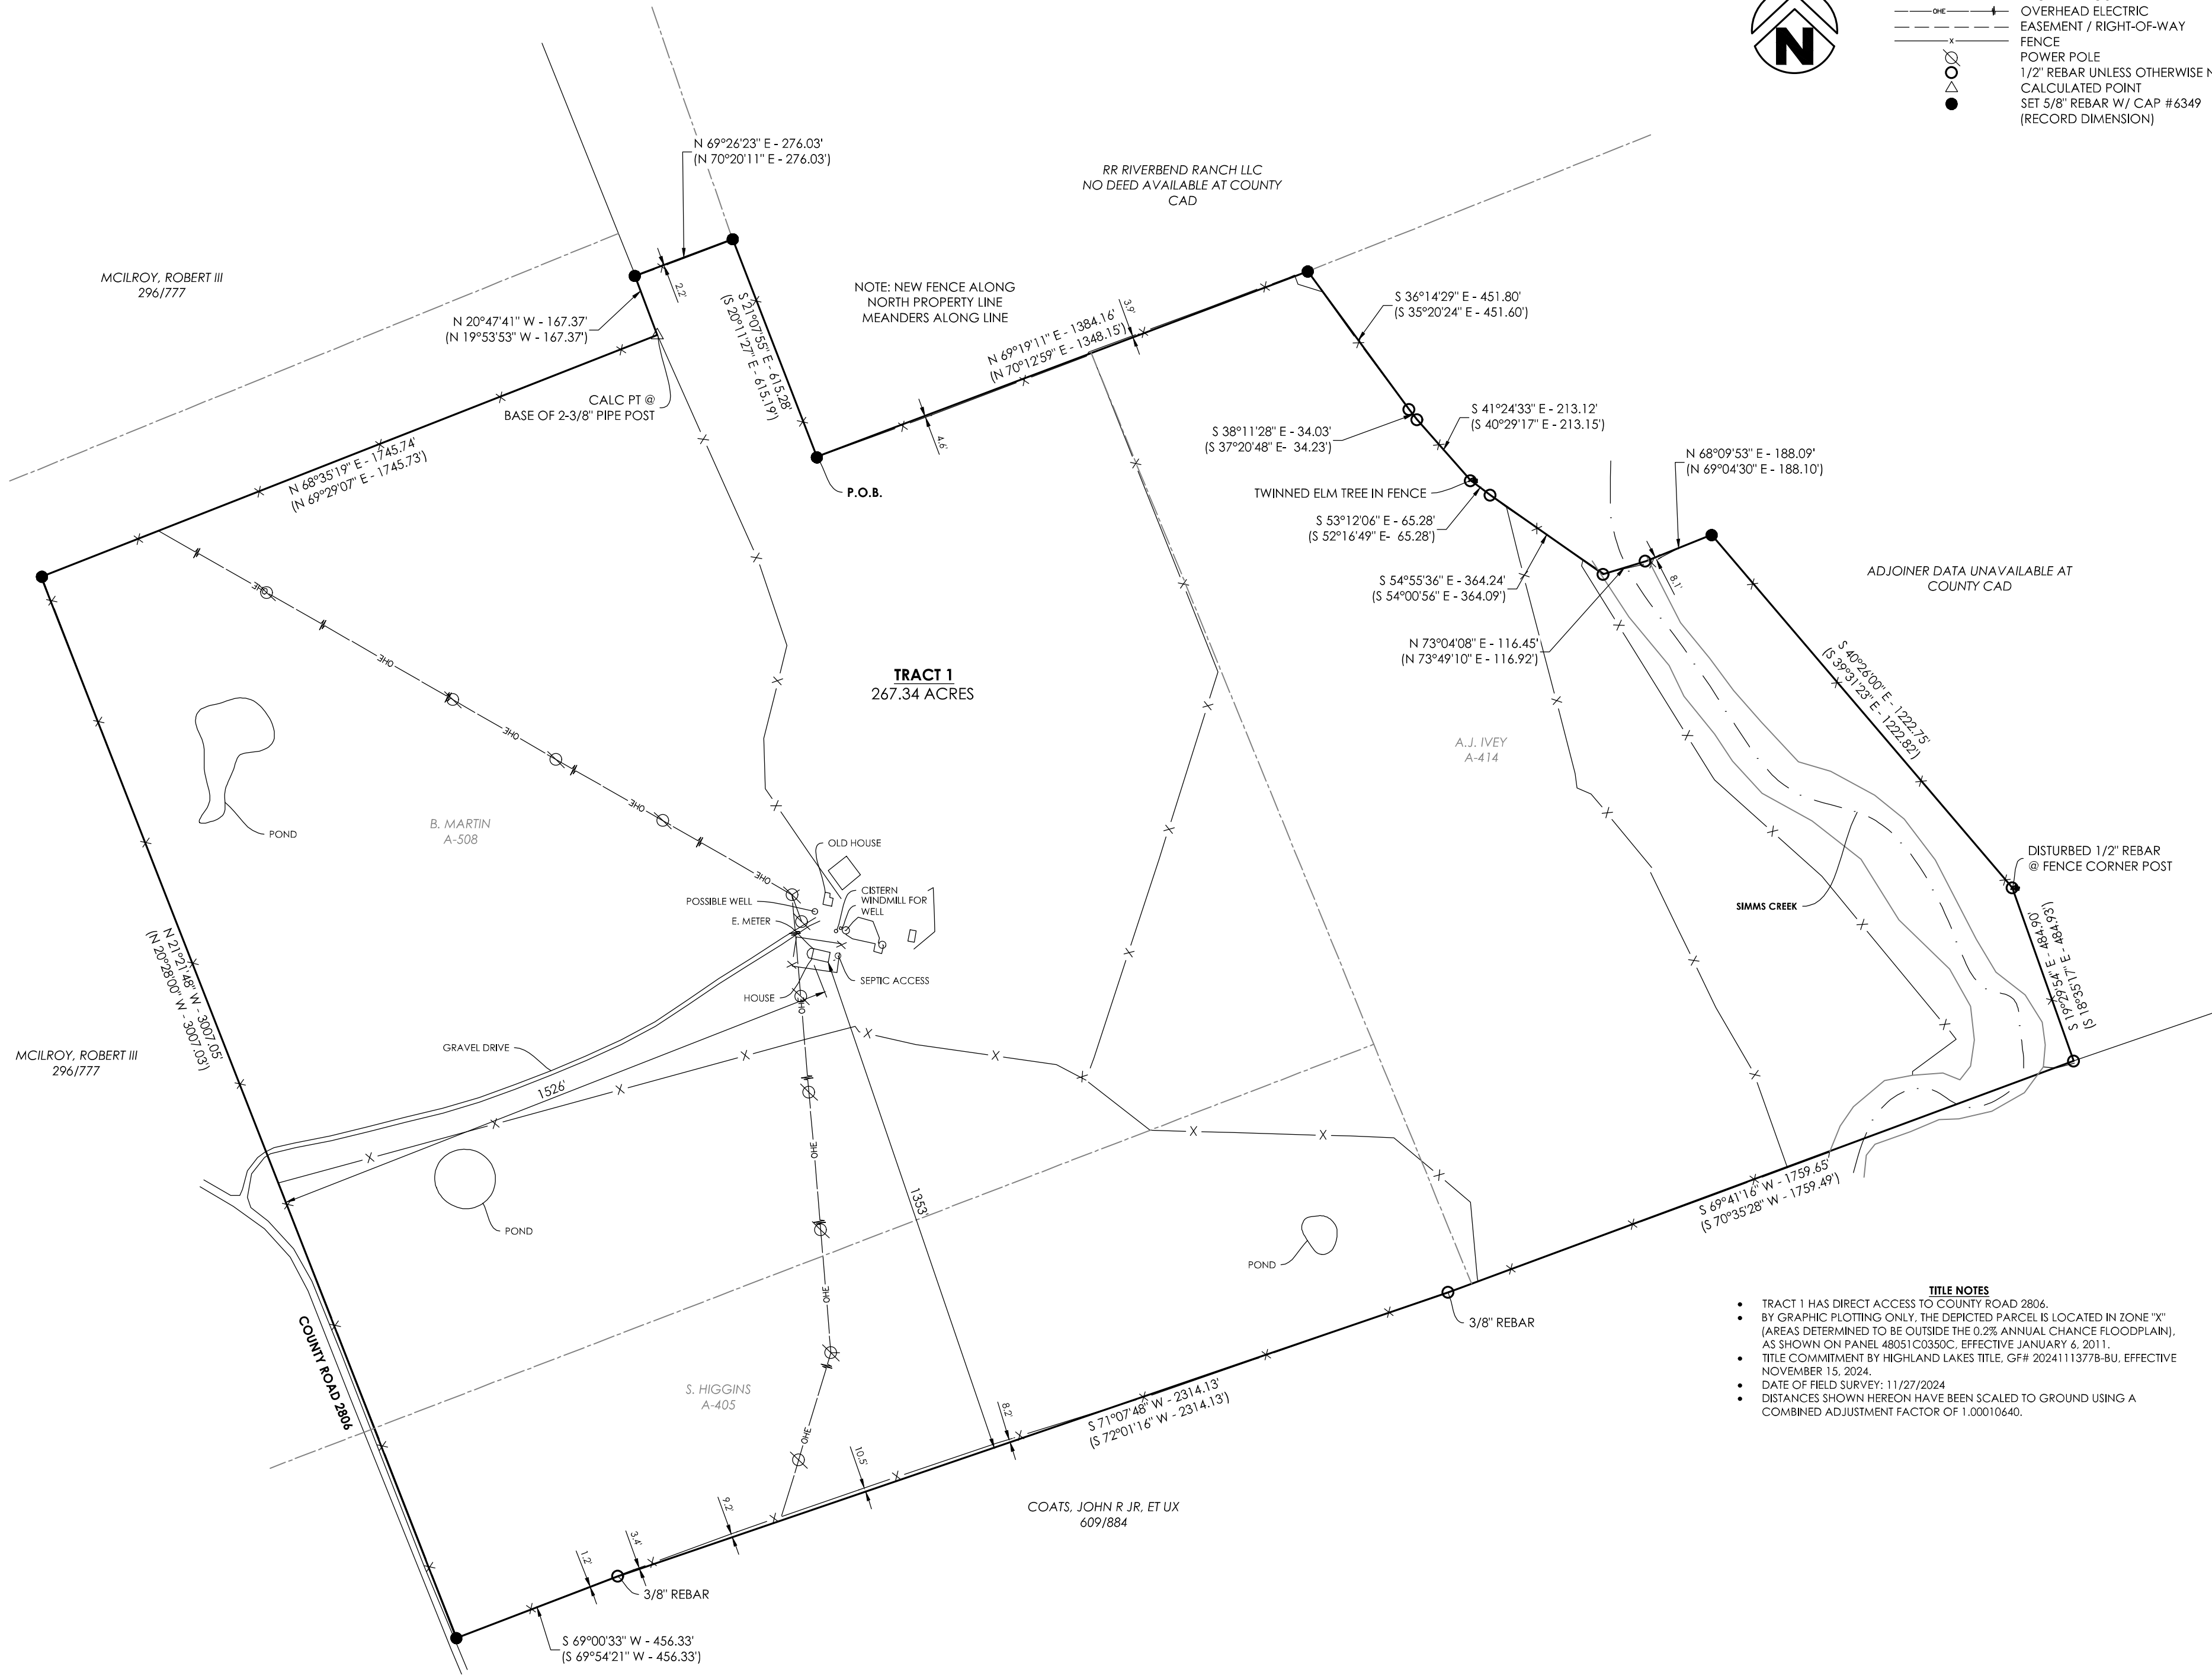 N
OHE
OVERHEAD ELECTRIC
EASEMENT / RIGHT-OF-WAY
X
FENCE
POWER POLE
1/2" REBAR UNLESS OTHERWISE N
CALCULATED POINT
SET 5/8" REBAR W/ CAP #6349
(RECORD DIMENSION)
N 69°26'23" E - 276.03'
(N 70°20'11" E - 276.03')
RR RIVERBEND RANCH LLC
NO DEED AVAILABLE AT COUNTY
CAD
MCILROY, ROBERT III
296/777
2.2'
NOTE: NEW FENCE ALONG
NORTH PROPERTY LINE
MEANDERS ALONG LINE
N 20°47'41" W - 167.37'
(N 19°53'53" W - 167.37')
S 21°07'55" E - 615.28'
(S 20°11'27" E - 615.19')
3.9'
N 69°19'11" E - 1384.16'
(N 70°12'59" E - 1348.15')
S 36°14'29" E - 451.80'
(S 35°20'24" E - 451.60')
CALC PT @
BASE OF 2-3/8" PIPE POST
4.6'
S 41°24'33" E - 213.12'
(S 40°29'17" E - 213.15')
S 38°11'28" E - 34.03'
(S 37°20'48" E- 34.23')
N 68°35'19" E - 1745.74'
(N 69°29'07" E - 1745.73')
P.O.B.
N 68°09'53" E - 188.09'
(N 69°04'30" E - 188.10')
TWINNED ELM TREE IN FENCE
S 53°12'06" E - 65.28'
(S 52°16'49" E- 65.28')
8.1'
ADJOINER DATA UNAVAILABLE AT
COUNTY CAD
S 54°55'36" E - 364.24'
(S 54°00'56" E - 364.09')
N 73°04'08" E - 116.45'
(N 73°49'10" E - 116.92')
OHE
OHE
OHE
OHE
OHE
TRACT 1
267.34 ACRES
S 40°26'00" E - 1222.75'
(S 39°31'23" E - 1222.82')
A.J. IVEY
A-414
B. MARTIN
A-508
POND
OLD HOUSE
DISTURBED 1/2" REBAR
@ FENCE CORNER POST
POSSIBLE WELL
CISTERN
WINDMILL FOR
WELL
E. METER
SIMMS CREEK
N 21°21'48" W - 3007.05'
(N 20°28'00" W - 3007.03')
SEPTIC ACCESS
HOUSE
S 19°29'54" E - 484.90'
(S 18°35'17" E - 484.93')
OHE
MCILROY, ROBERT III
296/777
GRAVEL DRIVE
1526'
OHE
1353'
POND
S 69°41'16" W - 1759.65'
(S 70°35'28" W - 1759.49')
POND
OHE
3/8" REBAR
COUNTY ROAD 2806
S. HIGGINS
A-405
OHE
S 71°07'48" W - 2314.13'
(S 72°01'16" W - 2314.13')
8.2'
10.5'
9.2'
3.4'
1.2'
COATS, JOHN R JR, ET UX
609/884
3/8" REBAR
S 69°00'33" W - 456.33'
(S 69°54'21" W - 456.33')
TITLE NOTES
• TRACT 1 HAS DIRECT ACCESS TO COUNTY ROAD 2806.
• BY GRAPHIC PLOTTING ONLY, THE DEPICTED PARCEL IS LOCATED IN ZONE "X"
(AREAS DETERMINED TO BE OUTSIDE THE 0.2% ANNUAL CHANCE FLOODPLAIN),
AS SHOWN ON PANEL 48051C0350C, EFFECTIVE JANUARY 6, 2011.
• TITLE COMMITMENT BY HIGHLAND LAKES TITLE, GF# 2024111377B-BU, EFFECTIVE
NOVEMBER 15, 2024.
• DATE OF FIELD SURVEY: 11/27/2024
• DISTANCES SHOWN HEREON HAVE BEEN SCALED TO GROUND USING A
COMBINED ADJUSTMENT FACTOR OF 1.00010640.